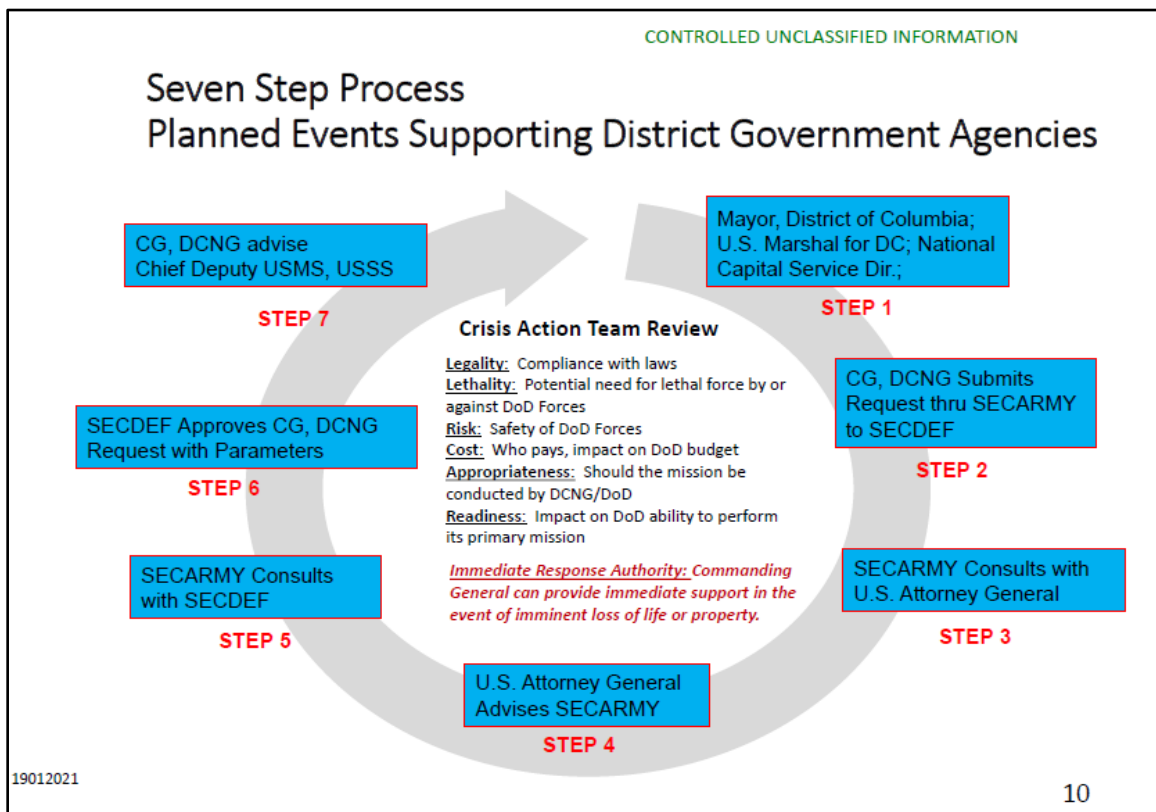 CONTROLLED UNCLASSIFIED INFORMATION
Seven Step Process
Planned Events Supporting District Government Agencies
Mayor, District of Columbia;
U.S. Marshal for DC; National
Capital Service Dir.;
STEP 1
CG, DCNG Submits
Request thru SECARMY
to SECDEF
STEP 2
SECARMY Consults with
U.S. Attorney General
STEP 3
U.S. Attorney General
Advises SECARMY
STEP 4
SECARMY Consults
with SECDEF
STEP 5
SECDEF Approves CG, DCNG
Request with Parameters
STEP 6
CG, DCNG advise
Chief Deputy USMS, USSS
STEP 7
Crisis Action Team Review
Legality: Compliance with laws
Lethality: Potential need for lethal force by or
against DoD Forces
Risk: Safety of DoD Forces
Cost: Who pays, impact on DoD budget
Appropriateness: Should the mission be
conducted by DCNG/DoD
Readiness: Impact on DoD ability to perform
its primary mission
Immediate Response Authority: Commanding
General can provide immediate support in the
event of imminent loss of life or property.
19012021
10